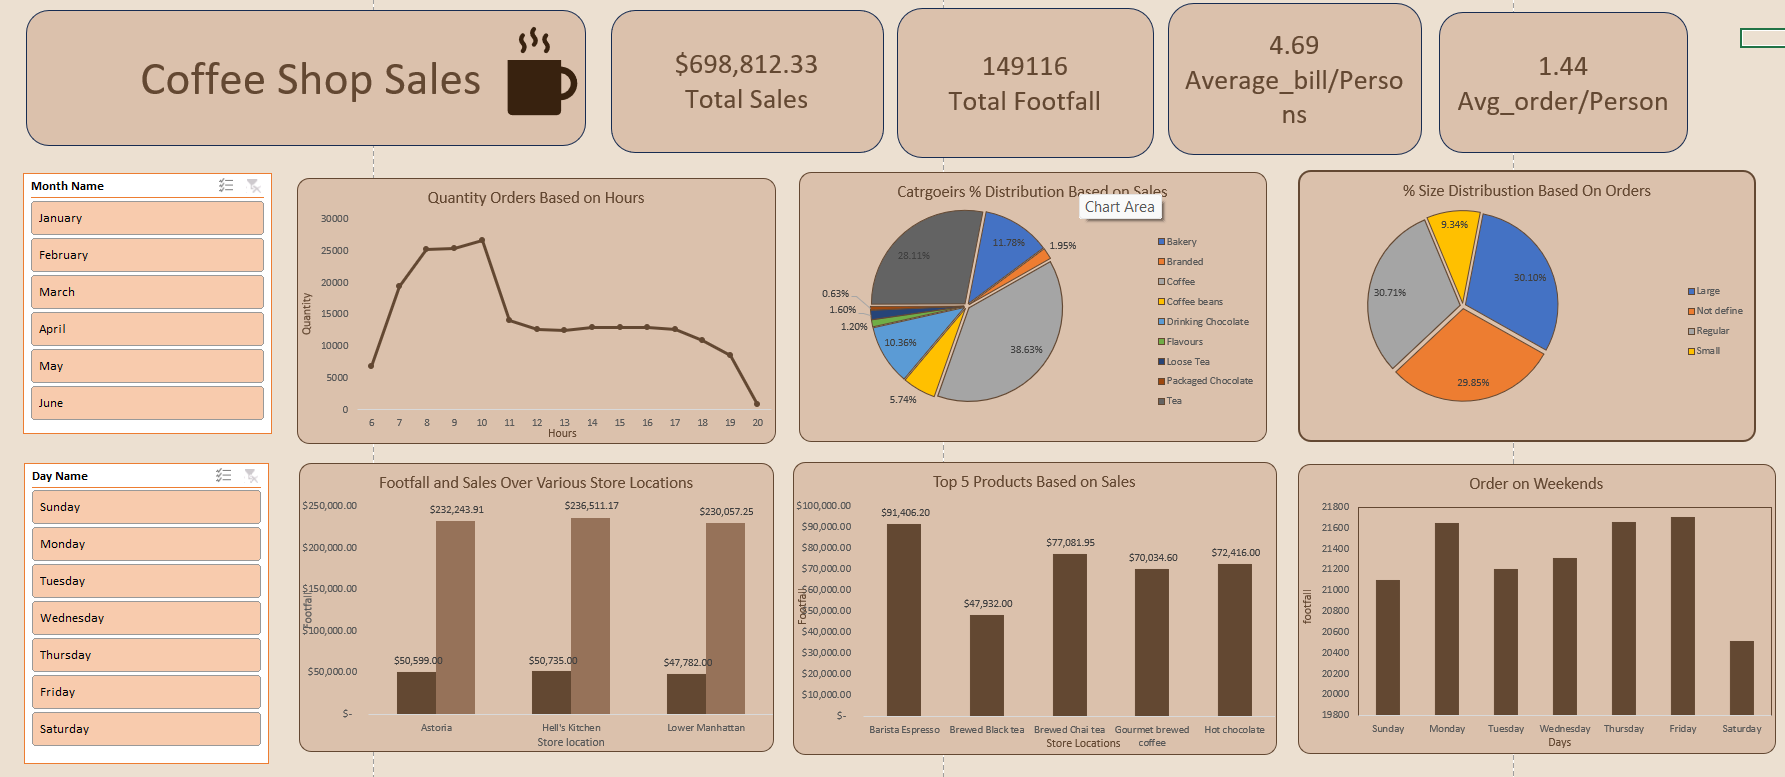 Coffee Shop Sales
$698,812.33
Total Sales
149116
Total Footfall
4.69
Average_bill/Perso
ns
1.44
Avg_order/Person
Month Name
January
February
March
April
May
June
Quantity Orders Based on Hours
Quantity
30000
25000
20000
15000
10000
5000
0
6 7 8 9 10 11 12 13 14 15 16 17 18 19 20
Hours
Catrgoeirs % Distribution Based on Sales
Chart Area
11.78%
1.95%
38.63%
5.74%
10.36%
1.20%
1.60%
0.63%
28.11%
Bakery
Branded
Coffee
Coffee beans
Drinking Chocolate
Flavours
Loose Tea
Packaged Chocolate
Tea
% Size Distribustion Based On Orders
9.34%
30.10%
30.71%
29.85%
Large
Not define
Regular
Small
Day Name
Sunday
Monday
Tuesday
Wednesday
Thursday
Friday
Saturday
Footfall and Sales Over Various Store Locations
Footfall
$250,000.00
$200,000.00
$150,000.00
$100,000.00
$50,000.00
$-
$232,243.91
$236,511.17
$230,057.25
$50,599.00
$50,735.00
$47,782.00
Astoria Hell's Kitchen Lower Manhattan
Store location
Top 5 Products Based on Sales
Footfall
$100,000.00
$90,000.00
$80,000.00
$70,000.00
$60,000.00
$50,000.00
$40,000.00
$30,000.00
$20,000.00
$10,000.00
$-
$91,406.20
$47,932.00
$77,081.95
$70,034.60
$72,416.00
Barista Espresso Brewed Black tea Brewed Chai tea Gourmet brewed Hot chocolate
coffee
Store Locations
Order on Weekends
footfall
21800
21600
21400
21200
21000
20800
20600
20400
20200
20000
19800
Sunday Monday Tuesday Wednesday Thursday Friday Saturday
Days